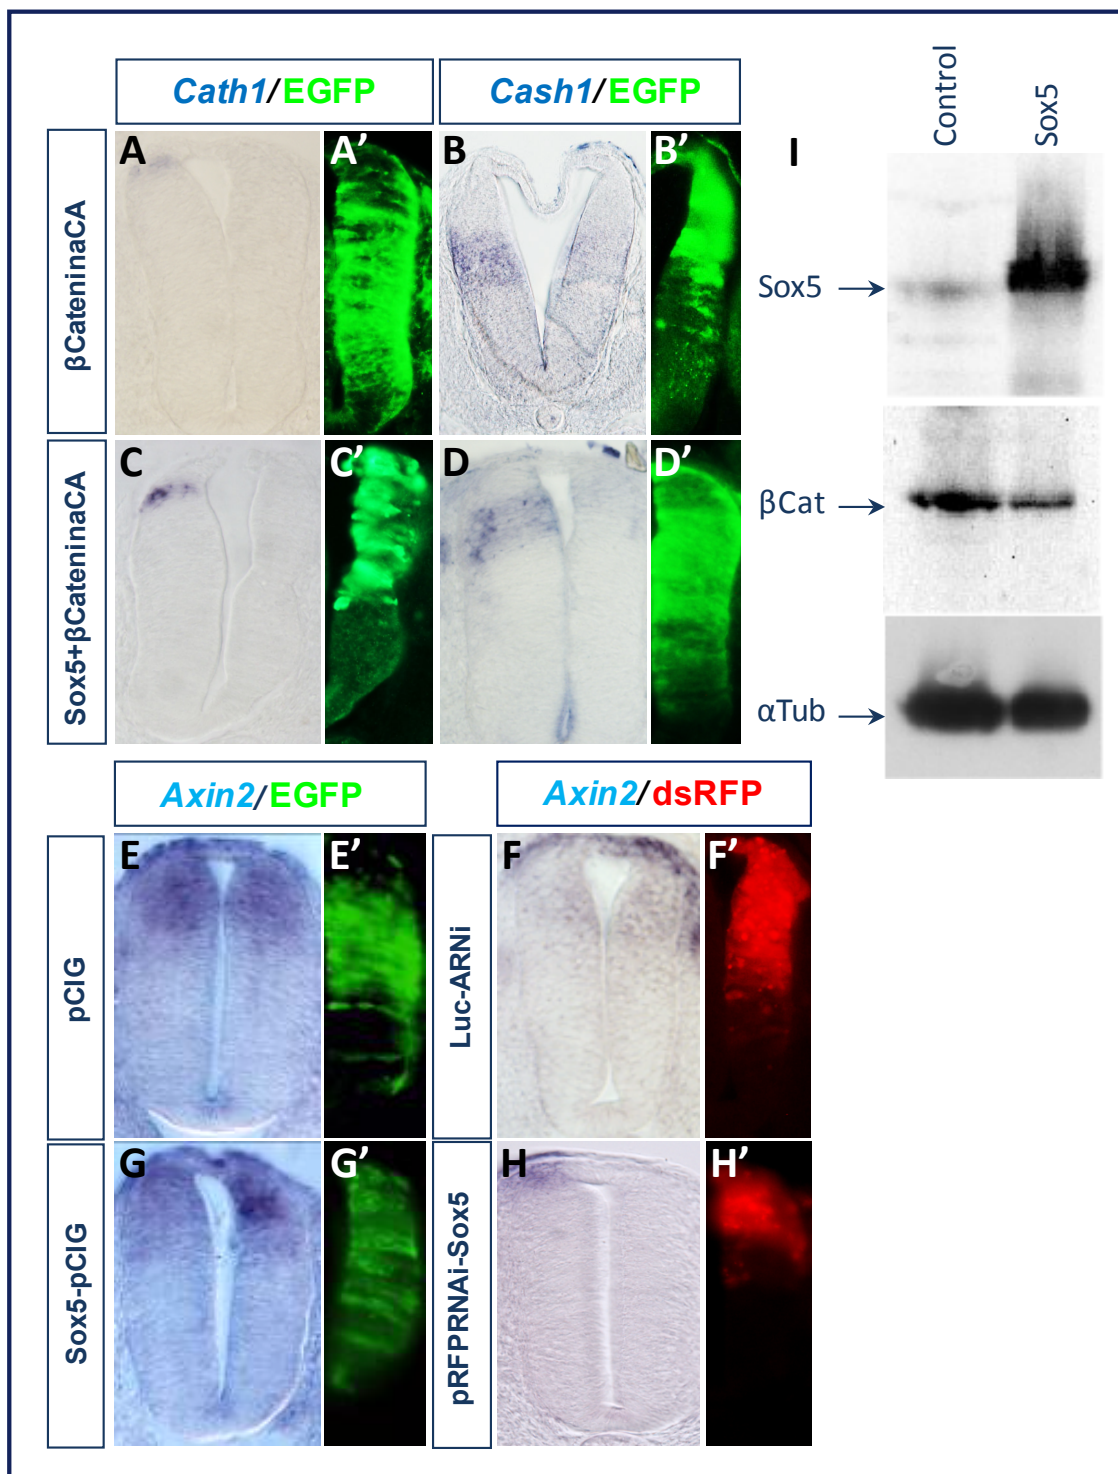 Cath1/EGFP
Cash1/EGFP
βCateninaCA
A
A’
B
B’
Sox5+βCateninaCA
C
C’
D
D’
Axin2/EGFP
Axin2/dsRFP
pCIG
E
E’
Luc-ARNi
F
F’
Sox5-pCIG
G
G’
pRFPRNAi-Sox5
H
H’
I
Control
Sox5
Sox5
βCat
αTub